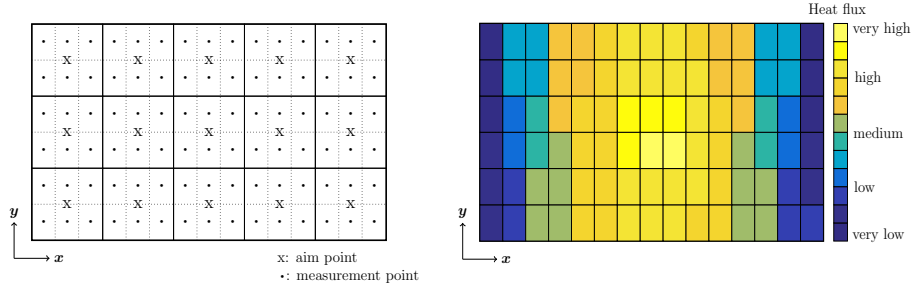 Heat flux
very high
high
medium
low
very low
x x x x x
x x x x x
x x x x x
y
x
x: aim point
•: measurement point
y
x